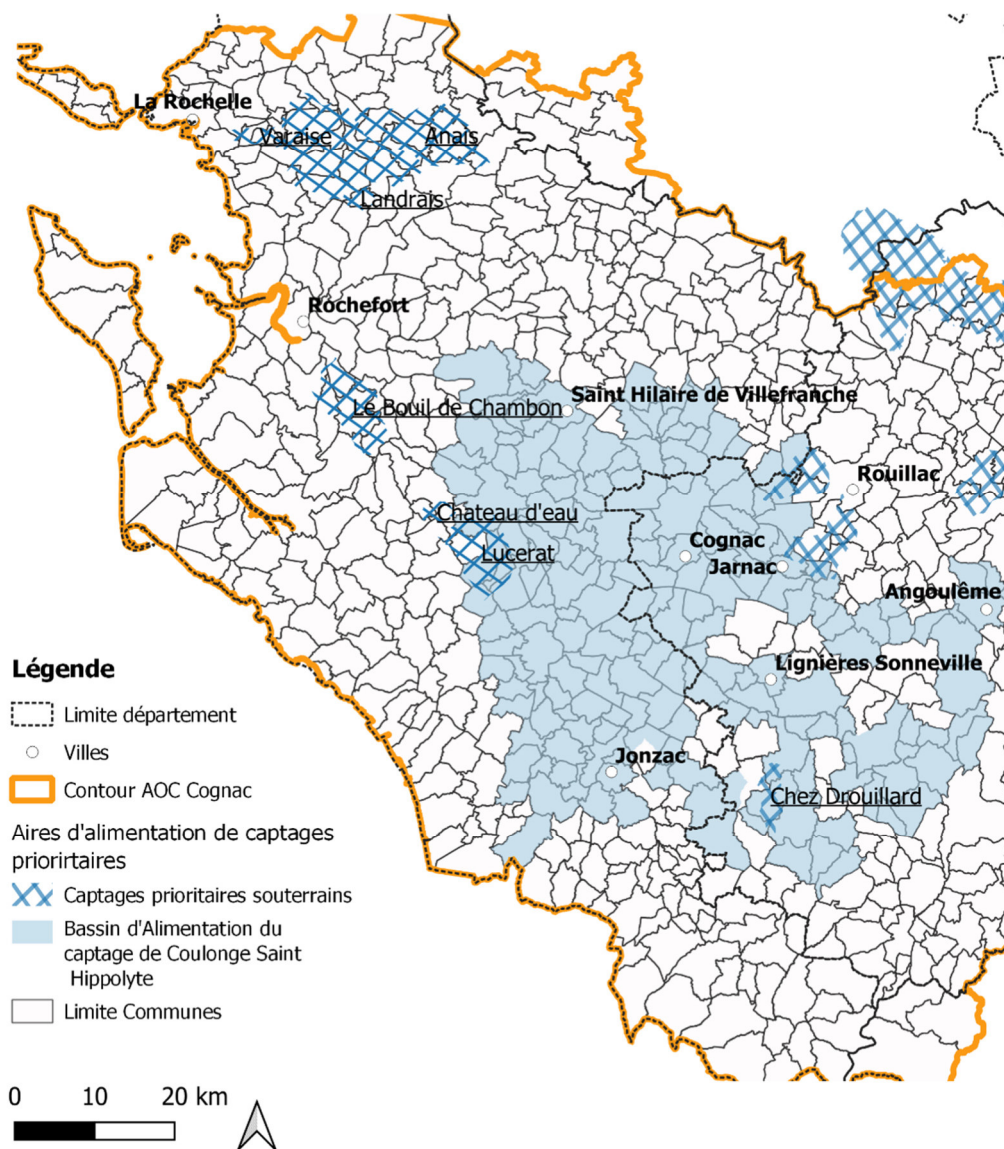 La Rochelle
Varaise
Anais
Landrais
Rochefort
Le Bouil de Chambon
Saint Hilaire de Villefranche
Rouillac
Chateau d'eau
Lucerat
Cognac
Jarnac
Angoulême
Lignières Sonneville
Jonzac
Chez Drouillard
Légende
Limite département
Villes
Contour AOC Cognac
Aires d'alimentation de captages
priorirtaires
Captages prioritaires souterrains
Bassin d'Alimentation du
captage de Coulonge Saint
Hippolyte
Limite Communes
0 10 20 km